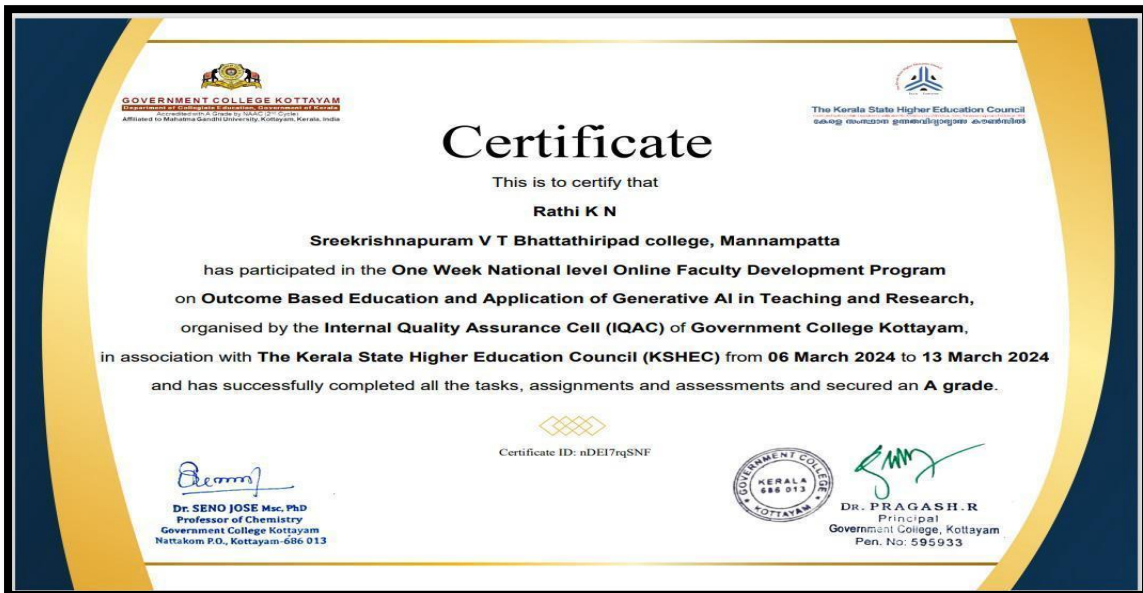 GOVERNMENT COLLEGE KOTTAYAM
Department of Collegiate Education, Government of Kerala
Accredited with A Grade by NAAC (2nd Cycle)
Affiliated to Mahatma Gandhi University, Kottayam, Kerala, India
The Kerala State Higher Education Council
കേരള സംസ്ഥാന ഉന്നതവിദ്യാഭ്യാസ കൗൺസിൽ
Certificate
This is to certify that
Rathi K N
Sreekrishnapuram V T Bhattathiripad college, Mannampatta
has participated in the One Week National level Online Faculty Development Program
on Outcome Based Education and Application of Generative AI in Teaching and Research,
organised by the Internal Quality Assurance Cell (IQAC) of Government College Kottayam,
in association with The Kerala State Higher Education Council (KSHEC) from 06 March 2024 to 13 March 2024
and has successfully completed all the tasks, assignments and assessments and secured an A grade.
Certificate ID: nDEI7rqSNF
Dr. SENO JOSE Msc, PhD
Professor of Chemistry
Government College Kottayam
Nattakom P.O., Kottayam-686 013
GOVERNMENT COLLEGE
KERALA
686 013
KOTTAYAM
DR. PRAGASH.R
Principal
Government College, Kottayam
Pen. No: 595933